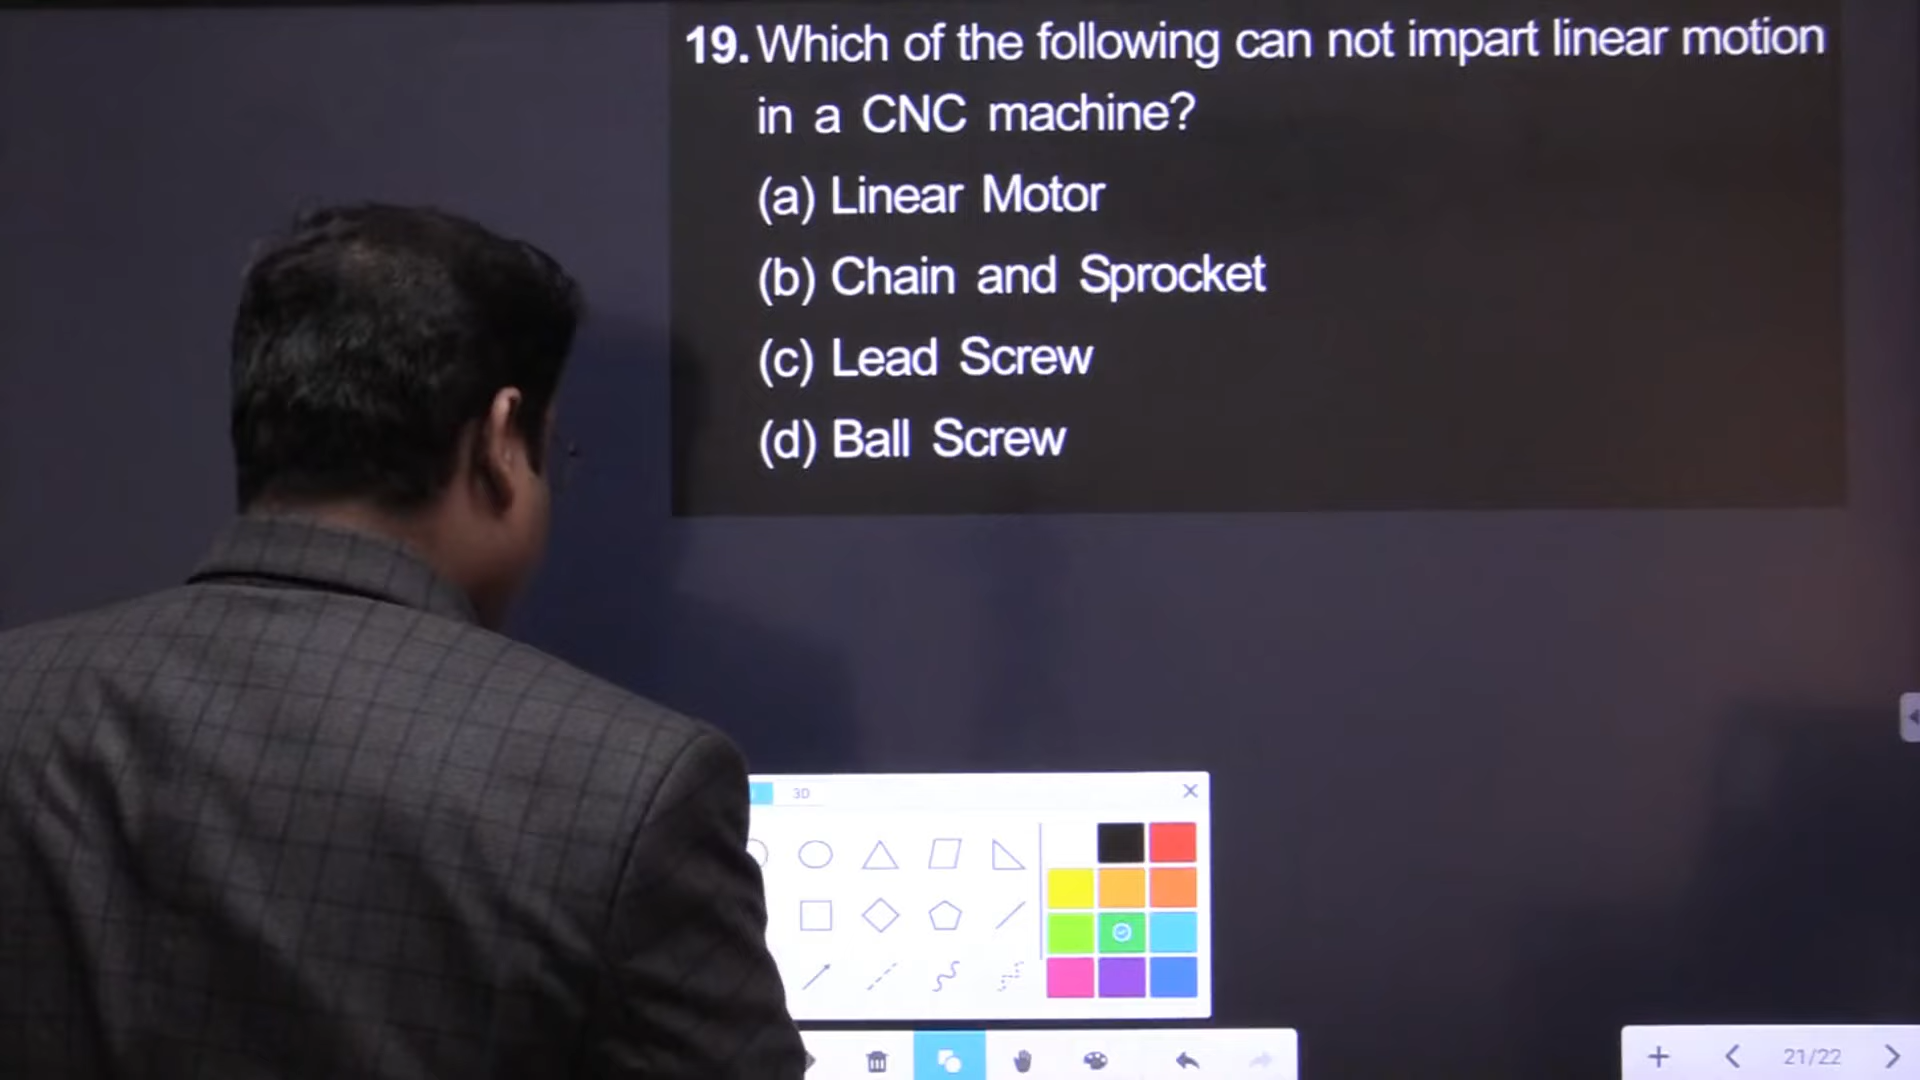 19. Which of the following can not impart linear motion
in a CNC machine?
(a) Linear Motor
(b) Chain and Sprocket
(c) Lead Screw
(d) Ball Screw
3D
21/22